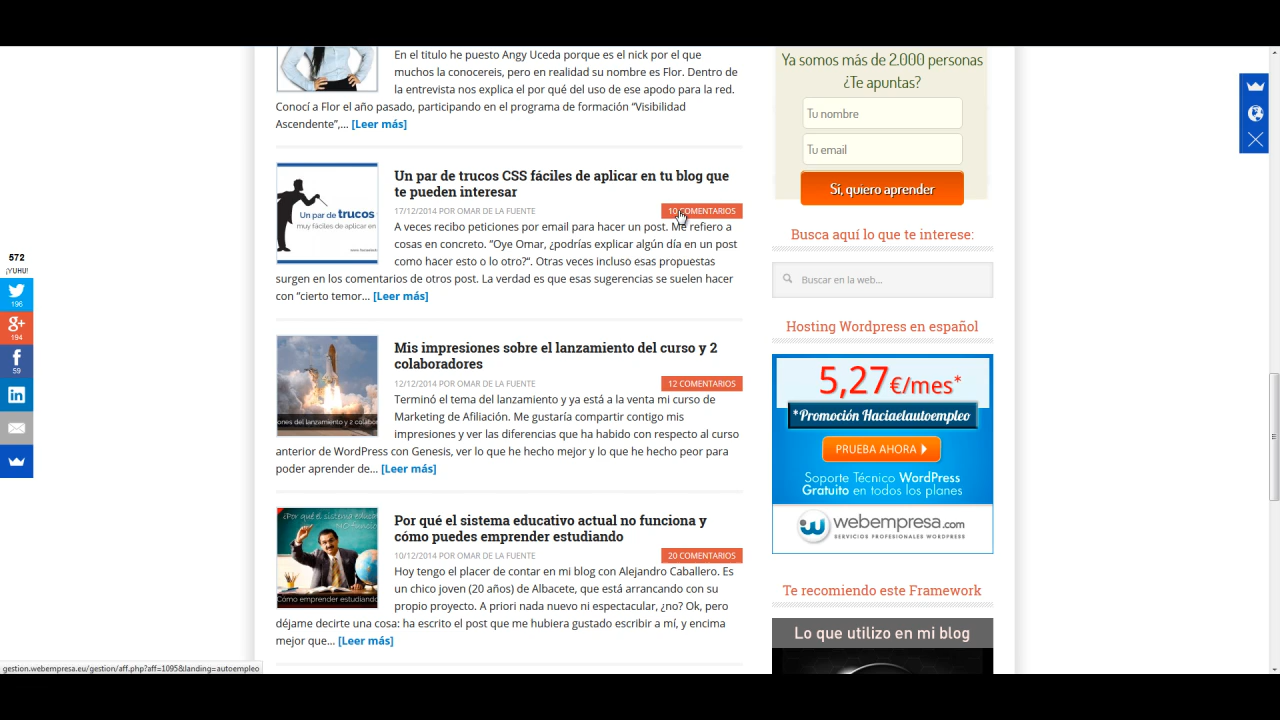 En el titulo he puesto Angy Uceda porque es el nick por el que
muchos la conocereis, pero en realidad su nombre es Flor. Dentro de
la entrevista nos explica el por qué del uso de ese apodo para la red.
Conocí a Flor el año pasado, participando en el programa de formación “Visibilidad
Ascendente”,... [Leer más]
Un par de trucos
muy fáciles de aplicar en
Un par de trucos CSS fáciles de aplicar en tu blog que
te pueden interesar
17/12/2014 POR OMAR DE LA FUENTE
10 COMENTARIOS
A veces recibo peticiones por email para hacer un post. Me refiero a
cosas en concreto. “Oye Omar, ¿podrías explicar algún día en un post
como hacer esto o lo otro?“. Otras veces incluso esas propuestas
surgen en los comentarios de otros post. La verdad es que esas sugerencias se suelen hacer
con “cierto temor... [Leer más]
ones del lanzamiento y 2 colabor
Mis impresiones sobre el lanzamiento del curso y 2
colaboradores
12/12/2014 POR OMAR DE LA FUENTE
12 COMENTARIOS
Terminó el tema del lanzamiento y ya está a la venta mi curso de
Marketing de Afiliación. Me gustaría compartir contigo mis
impresiones y ver las diferencias que ha habido con respecto al curso
anterior de WordPress con Genesis, ver lo que he hecho mejor y lo que he hecho peor para
poder aprender de... [Leer más]
¿Por qué el sistema educa
Cómo emprender estudiando
Por qué el sistema educativo actual no funciona y
cómo puedes emprender estudiando
10/12/2014 POR OMAR DE LA FUENTE
20 COMENTARIOS
Hoy tengo el placer de contar en mi blog con Alejandro Caballero. Es
un chico joven (20 años) de Albacete, que está arrancando con su
propio proyecto. A priori nada nuevo ni espectacular, ¿no? Ok, pero
déjame decirte una cosa: ha escrito el post que me hubiera gustado escribir a mí, y encima
mejor que... [Leer más]
Ya somos más de 2.000 personas
¿Te apuntas?
Tu nombre
Tu email
Sí, quiero aprender
Busca aquí lo que te interese:
Buscar en la web...
Hosting Wordpress en español
5,27€/mes*
*Promoción Haciaelautoempleo
PRUEBA AHORA
Soporte Técnico WordPress
Gratuito en todos los planes
webempresa.com
SERVICIOS PROFESIONALES WORDPRESS
Te recomiendo este Framework
Lo que utilizo en mi blog
572
¡YUHU!
196
g+
194
f
59
in
gestion.webempresa.eu/gestion/aff.php?aff=1095&landing=autoempleo